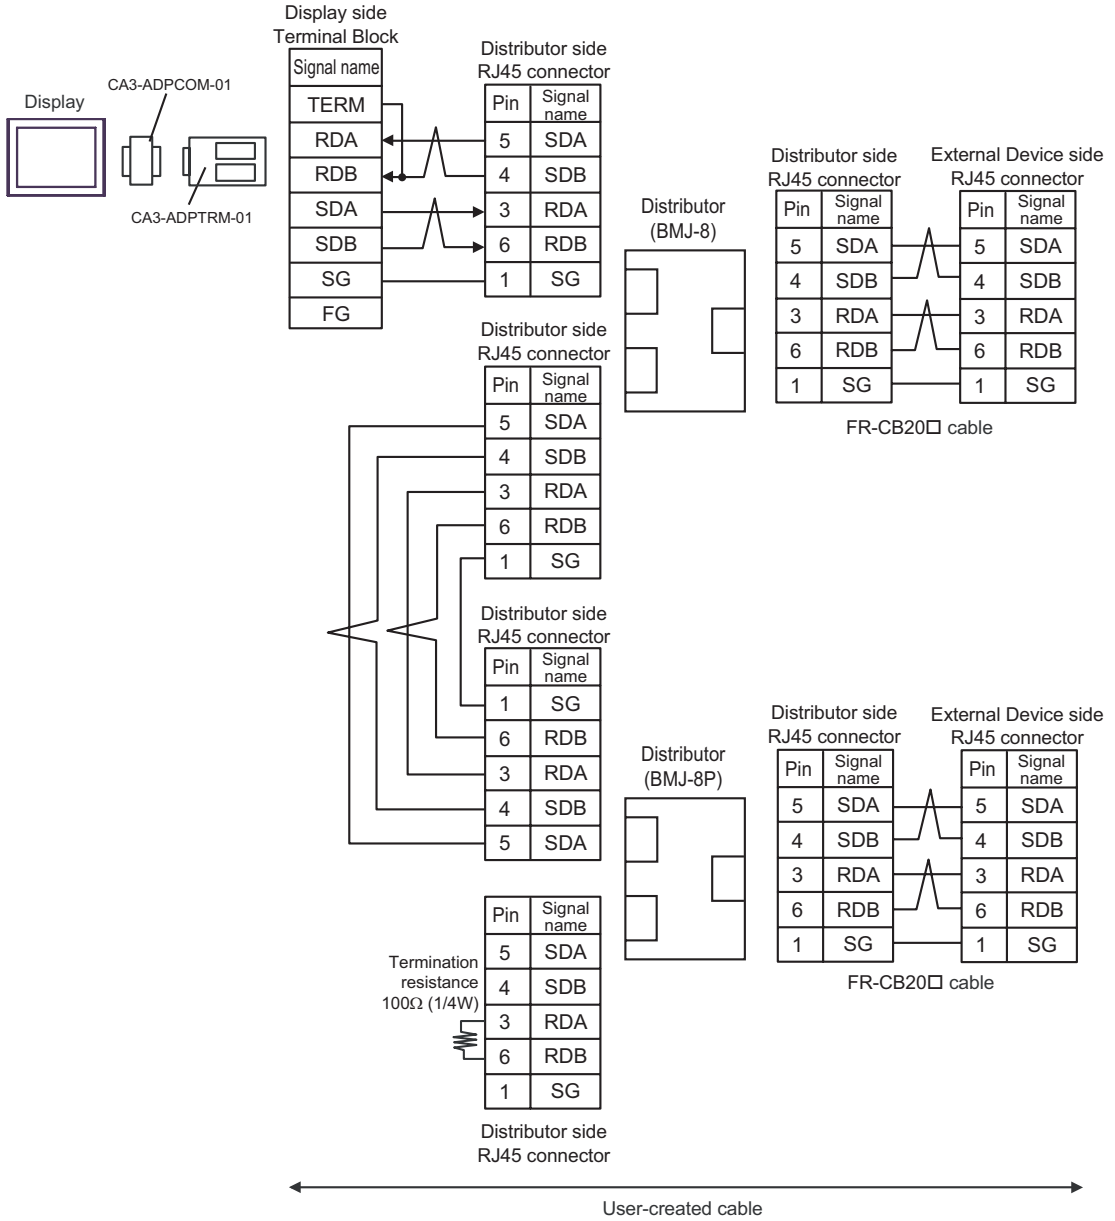 Display side
Terminal Block
Signal name
TERM
RDA
RDB
SDA
SDB
SG
FG
Display
CA3-ADPCOM-01
CA3-ADPTRM-01
Distributor side
RJ45 connector
Pin Signal name
5 SDA
4 SDB
3 RDA
6 RDB
1 SG
Distributor
(BMJ-8)
Distributor side
RJ45 connector
Pin Signal name
5 SDA
4 SDB
3 RDA
6 RDB
1 SG
External Device side
RJ45 connector
Pin Signal name
5 SDA
4 SDB
3 RDA
6 RDB
1 SG
FR-CB20□ cable
Distributor side
RJ45 connector
Pin Signal name
5 SDA
4 SDB
3 RDA
6 RDB
1 SG
Distributor side
RJ45 connector
Pin Signal name
1 SG
6 RDB
3 RDA
4 SDB
5 SDA
Distributor
(BMJ-8P)
Distributor side
RJ45 connector
Pin Signal name
5 SDA
4 SDB
3 RDA
6 RDB
1 SG
External Device side
RJ45 connector
Pin Signal name
5 SDA
4 SDB
3 RDA
6 RDB
1 SG
FR-CB20□ cable
Termination
resistance
100Ω (1/4W)
Pin Signal name
5 SDA
4 SDB
3 RDA
6 RDB
1 SG
Distributor side
RJ45 connector
User-created cable